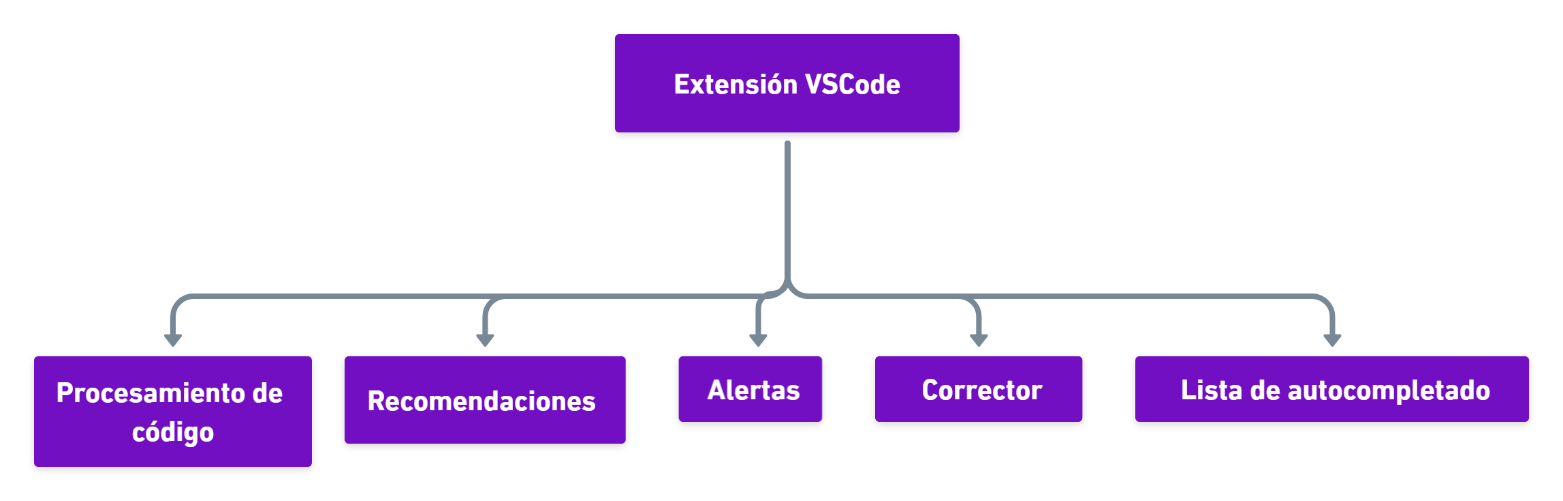 Extensión VSCode
Procesamiento de
código
Recomendaciones
Alertas
Corrector
Lista de autocompletado